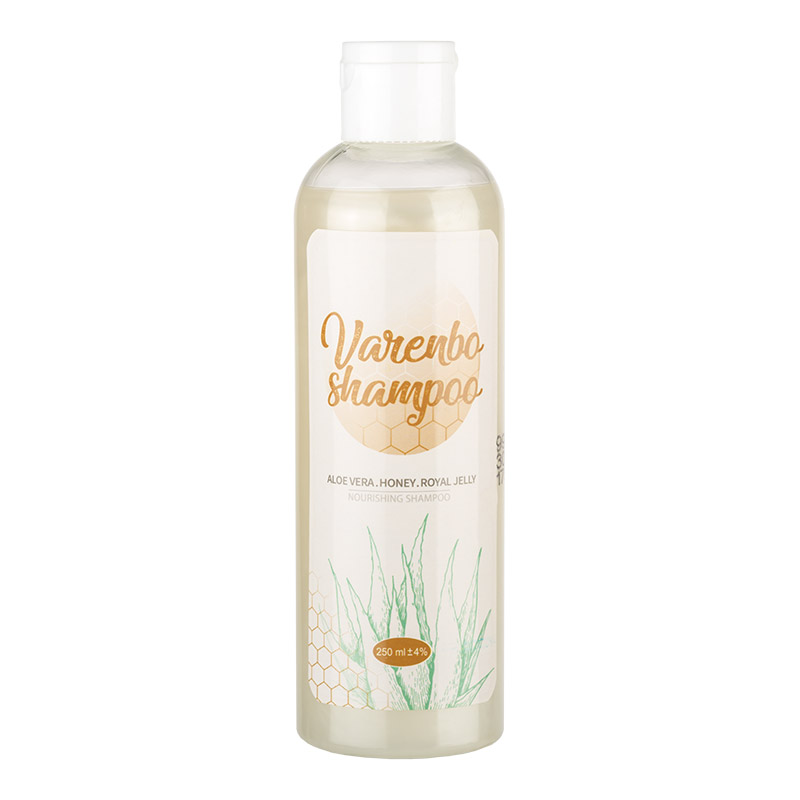 Varenbo
shampoo
ALOE VERA . HONEY . ROYAL JELLY
NOURISHING SHAMPOO
250 ml ± 4%